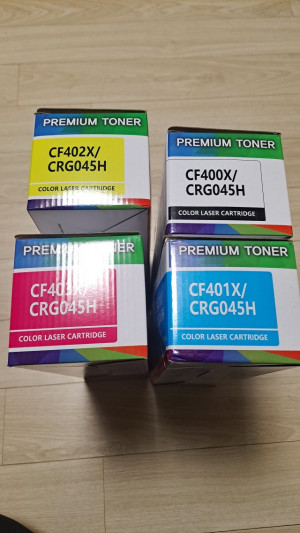 PREMIUM TONER
CF402X/
CRG045H
COLOR LASER CARTRIDGE
PREMIUM TONER
CF400X/
CRG045H
COLOR LASER CARTRIDGE
PREMIUM TONER
CF403X/
CRG045H
COLOR LASER CARTRIDGE
PREMIUM TONER
CF401X/
CRG045H
COLOR LASER CARTRIDGE